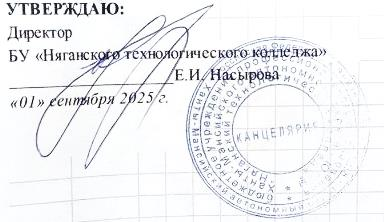 УТВЕРЖДАЮ:
Директор
БУ «Няганского технологического колледжа»
Е.И. Насырова
«01» сентября 2025 г.
КАНЦЕЛЯРИЯ